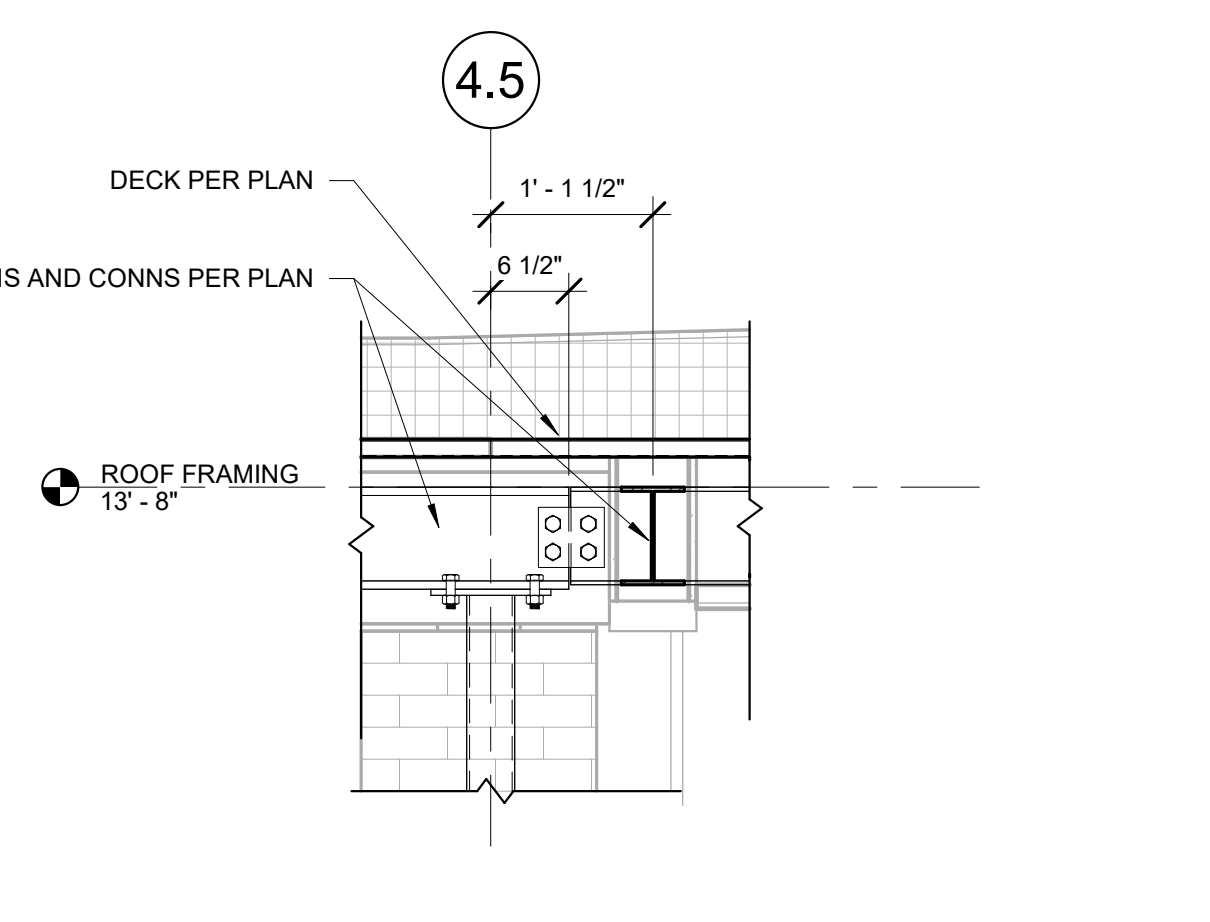 4.5
DECK PER PLAN
1' - 1 1/2"
6 1/2"
AND CONNS PER PLAN
ROOF FRAMING
13' - 8"